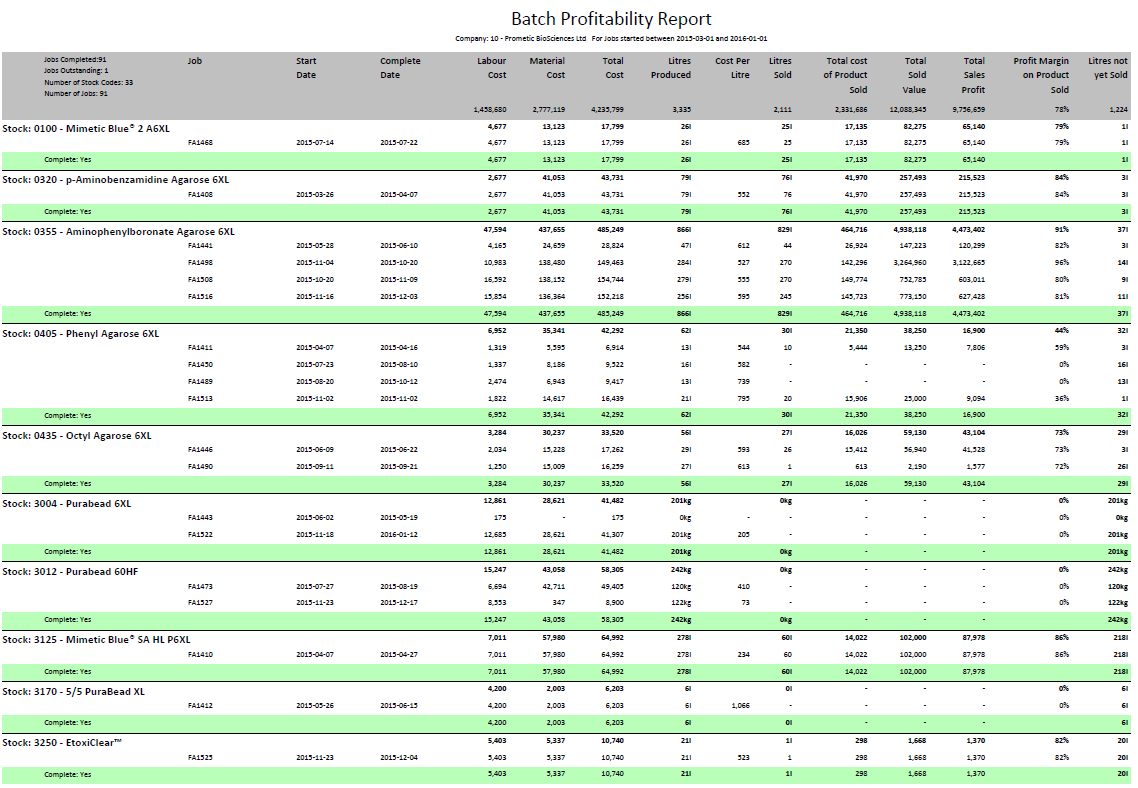 Batch Profitability Report
Company: 10 - Prometic BioSciences Ltd For Jobs started between 2015-03-01 and 2016-01-01
Jobs Completed:91
Jobs Outstanding: 1
Number of Stock Codes: 33
Number of Jobs: 91
Job Start Date Complete Date Labour Cost Material Cost Total Cost Litres Produced Cost Per Litre Litres Sold Total cost of Product Sold Total Sold Value Total Sales Profit Profit Margin on Product Sold Litres not yet Sold
1,458,680 2,777,119 4,235,799 3,335 2,111 2,331,686 12,088,345 9,756,659 78% 1,224
Stock: 0100 - Mimetic Blue® 2 A6XL 4,677 13,123 17,799 26l 25l 17,135 82,275 65,140 79% 1l
FA1468 2015-07-14 2015-07-22 4,677 13,123 17,799 26l 685 25 17,135 82,275 65,140 79% 1l
Complete: Yes 4,677 13,123 17,799 26l 25l 17,135 82,275 65,140 1l
Stock: 0320 - p-Aminobenzamidine Agarose 6XL 2,677 41,053 43,731 79l 76l 41,970 257,493 215,523 84% 3l
FA1408 2015-03-26 2015-04-07 2,677 41,053 43,731 79l 552 76 41,970 257,493 215,523 84% 3l
Complete: Yes 2,677 41,053 43,731 79l 76l 41,970 257,493 215,523 3l
Stock: 0355 - Aminophenylboronate Agarose 6XL 47,594 437,655 485,249 866l 829l 464,716 4,938,118 4,473,402 91% 37l
FA1441 2015-05-28 2015-06-10 4,165 24,659 28,824 47l 612 44 26,924 147,223 120,299 82% 3l
FA1498 2015-11-04 2015-10-20 10,983 138,480 149,463 284l 527 270 142,296 3,264,960 3,122,665 96% 14l
FA1508 2015-10-20 2015-11-09 16,592 138,152 154,744 279l 555 270 149,774 752,785 603,011 80% 9l
FA1516 2015-11-16 2015-12-03 15,854 136,364 152,218 256l 595 245 145,723 773,150 627,428 81% 11l
Complete: Yes 47,594 437,655 485,249 866l 829l 464,716 4,938,118 4,473,402 37l
Stock: 0405 - Phenyl Agarose 6XL 6,952 35,341 42,292 62l 30l 21,350 38,250 16,900 44% 32l
FA1411 2015-04-07 2015-04-16 1,319 5,595 6,914 13l 544 10 5,444 13,250 7,806 59% 3l
FA1450 2015-07-23 2015-08-10 1,337 8,186 9,522 16l 582 - - - - 0% 16l
FA1489 2015-08-20 2015-10-12 2,474 6,943 9,417 13l 739 - - - - 0% 13l
FA1513 2015-11-02 2015-11-02 1,822 14,617 16,439 21l 795 20 15,906 25,000 9,094 36% 1l
Complete: Yes 6,952 35,341 42,292 62l 30l 21,350 38,250 16,900 32l
Stock: 0435 - Octyl Agarose 6XL 3,284 30,237 33,520 56l 27l 16,026 59,130 43,104 73% 29l
FA1446 2015-06-09 2015-06-22 2,034 15,228 17,262 29l 593 26 15,412 56,940 41,528 73% 3l
FA1490 2015-09-11 2015-09-21 1,250 15,009 16,259 27l 613 1 613 2,190 1,577 72% 26l
Complete: Yes 3,284 30,237 33,520 56l 27l 16,026 59,130 43,104 29l
Stock: 3004 - Purabead 6XL 12,861 28,621 41,482 201kg 0kg - - - 0% 201kg
FA1443 2015-06-02 2015-05-19 175 - 175 0kg - - - - - 0% 0kg
FA1522 2015-11-18 2016-01-12 12,685 28,621 41,307 201kg 205 - - - - 0% 201kg
Complete: Yes 12,861 28,621 41,482 201kg 0kg - - - 201kg
Stock: 3012 - Purabead 60HF 15,247 43,058 58,305 242kg 0kg - - - 0% 242kg
FA1473 2015-07-27 2015-08-19 6,694 42,711 49,405 120kg 410 - - - - 0% 120kg
FA1527 2015-11-23 2015-12-17 8,553 347 8,900 122kg 73 - - - - 0% 122kg
Complete: Yes 15,247 43,058 58,305 242kg 0kg - - - 242kg
Stock: 3125 - Mimetic Blue® SA HL P6XL 7,011 57,980 64,992 278l 60l 14,022 102,000 87,978 86% 218l
FA1410 2015-04-07 2015-04-27 7,011 57,980 64,992 278l 234 60 14,022 102,000 87,978 86% 218l
Complete: Yes 7,011 57,980 64,992 278l 60l 14,022 102,000 87,978 218l
Stock: 3170 - 5/5 PuraBead XL 4,200 2,003 6,203 6l 0l - - - 0% 6l
FA1412 2015-05-26 2015-06-15 4,200 2,003 6,203 6l 1,066 - - - - 0% 6l
Complete: Yes 4,200 2,003 6,203 6l 0l - - - 6l
Stock: 3250 - EtoxiClear™ 5,403 5,337 10,740 21l 1l 298 1,668 1,370 82% 20l
FA1525 2015-11-23 2015-12-04 5,403 5,337 10,740 21l 523 1 298 1,668 1,370 82% 20l
Complete: Yes 5,403 5,337 10,740 21l 1l 298 1,668 1,370 20l